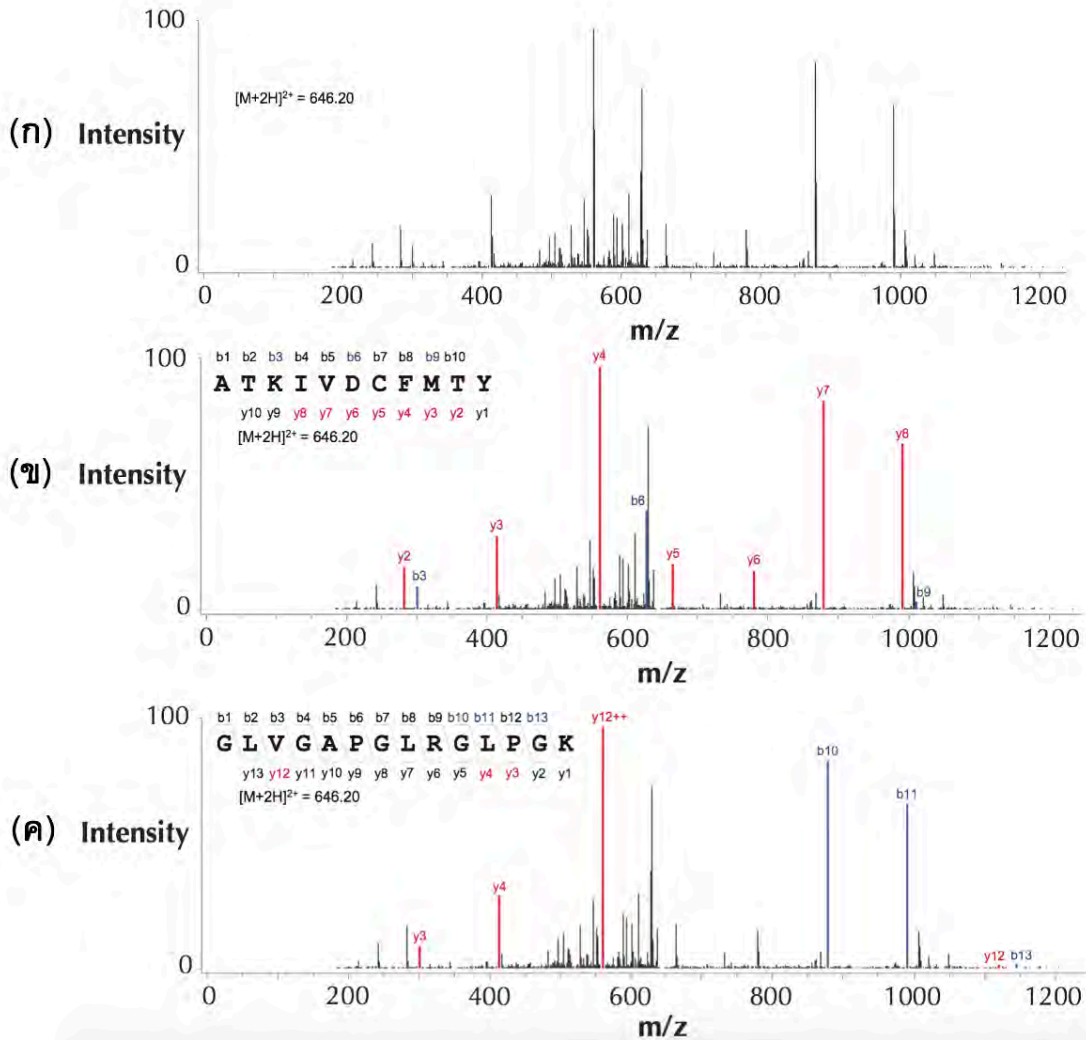 100
[M+2H]2+ = 646.20
(ก) Intensity
0
0 200 400 600 800 1000 1200
m/z
100
b1 b2 b3 b4 b5 b6 b7 b8 b9 b10
A T K I V D C F M T Y
y10 y9 y8 y7 y6 y5 y4 y3 y2 y1
[M+2H]2+ = 646.20
y4
y7
y8
(ข) Intensity
b6
y3
y2
b3
y5
y6
b9
0
0 200 400 600 800 1000 1200
m/z
100
b1 b2 b3 b4 b5 b6 b7 b8 b9 b10 b11 b12 b13
G L V G A P G L R G L P G K
y13 y12 y11 y10 y9 y8 y7 y6 y5 y4 y3 y2 y1
[M+2H]2+ = 646.20
y12++
b10
b11
(ค) Intensity
y4
y3
y12 b13
0
0 200 400 600 800 1000 1200
m/z